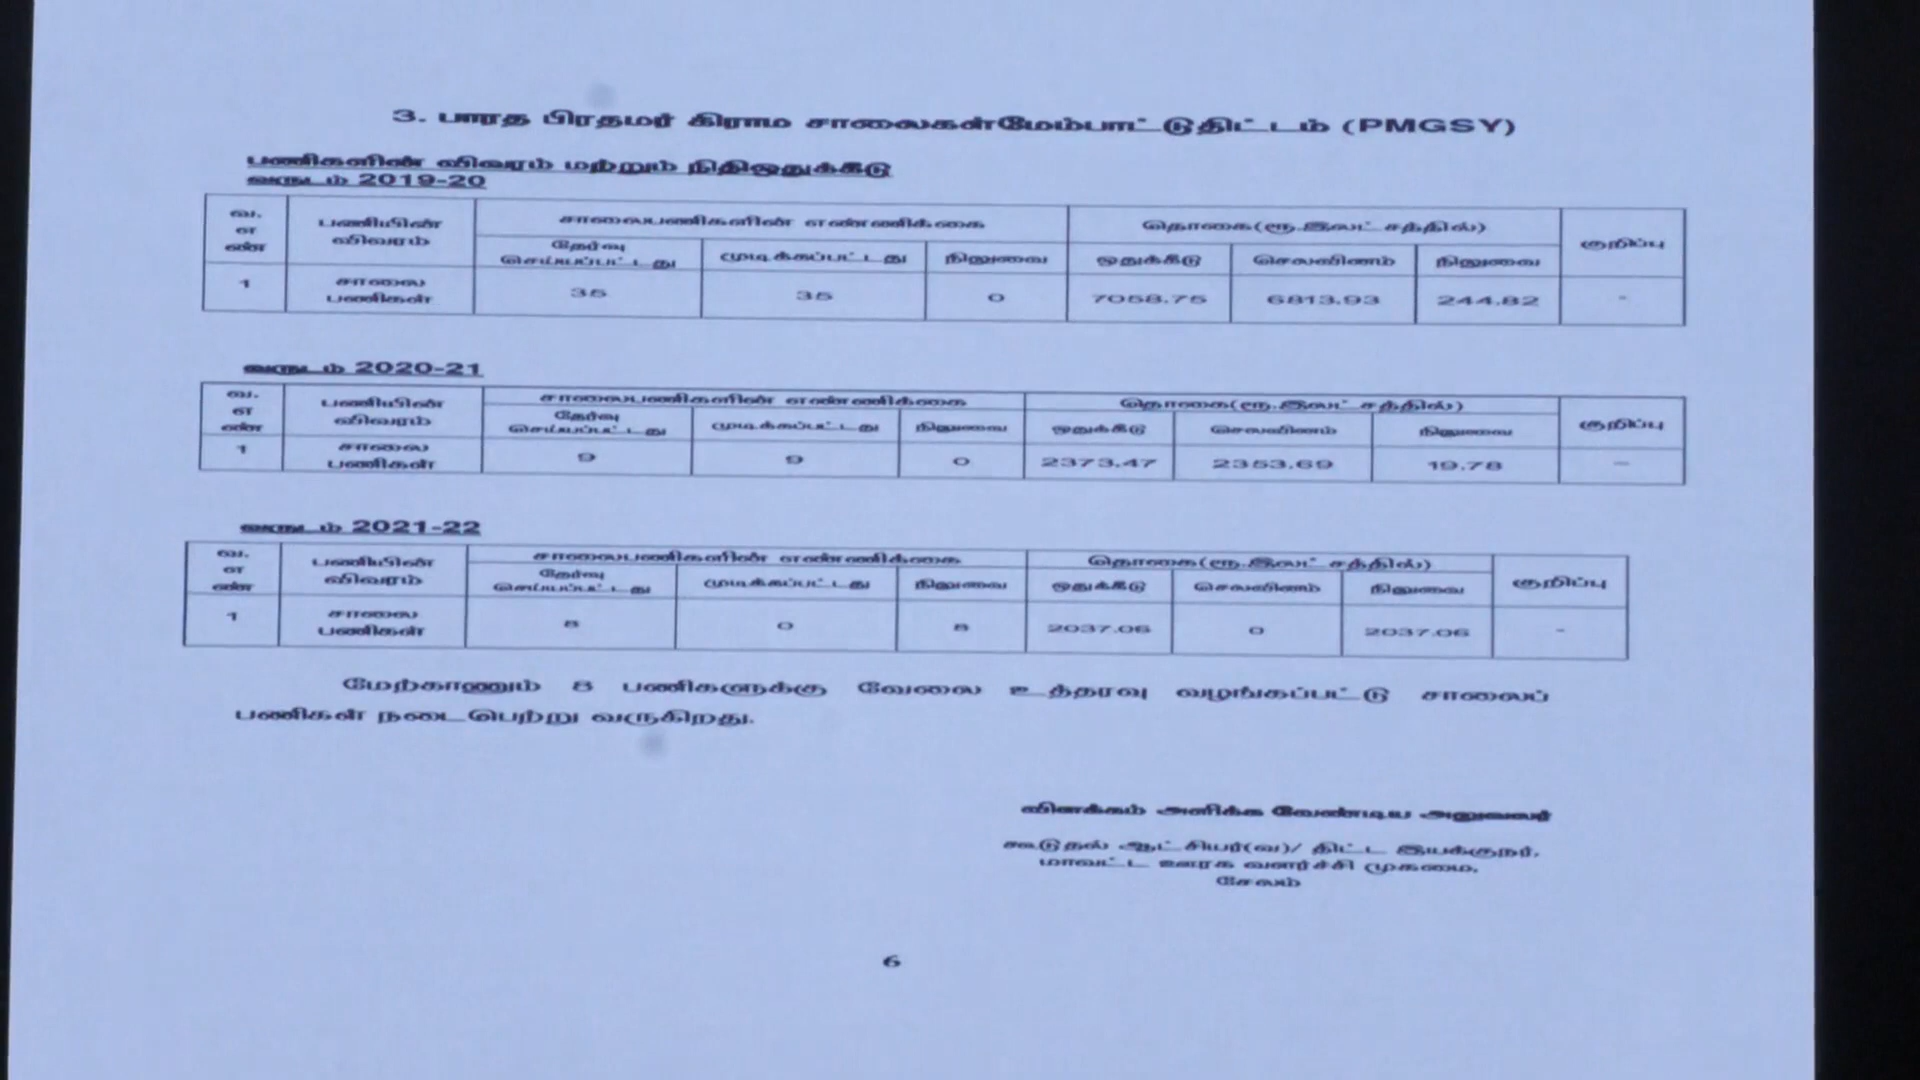 3. பாரத பிரதமர் கிராம சாலைகள்மேம்பாட்டுதிட்டம் (PMGSY)
பணிகளின் விவரம் மற்றும் நிதிஒதுக்கீடு
வருடம் 2019-20
வ.எண் பணியின் விவரம் சாலைபணிகளின் எண்ணிக்கை தொகை(ரூ.இலட்சத்தில்) குறிப்பு
தேர்வு செய்யப்பட்டது முடிக்கப்பட்டது நிலுவை ஒதுக்கீடு செலவினம் நிலுவை
1 சாலை பணிகள் 35 35 0 7058.75 6813.93 244.82 -
வருடம் 2020-21
வ.எண் பணியின் விவரம் சாலைபணிகளின் எண்ணிக்கை தொகை(ரூ.இலட்சத்தில்) குறிப்பு
தேர்வு செய்யப்பட்டது முடிக்கப்பட்டது நிலுவை ஒதுக்கீடு செலவினம் நிலுவை
1 சாலை பணிகள் 9 9 0 2373.47 2353.69 19.78 -
வருடம் 2021-22
வ.எண் பணியின் விவரம் சாலைபணிகளின் எண்ணிக்கை தொகை(ரூ.இலட்சத்தில்) குறிப்பு
தேர்வு செய்யப்பட்டது முடிக்கப்பட்டது நிலுவை ஒதுக்கீடு செலவினம் நிலுவை
1 சாலை பணிகள் 8 0 8 2037.06 0 2037.06 -
மேற்காணும் 8 பணிகளுக்கு வேலை உத்தரவு வழங்கப்பட்டு சாலைப்
பணிகள் நடைபெற்று வருகிறது.
விளக்கம் அளிக்க வேண்டிய அலுவலர்
கூடுதல் ஆட்சியர்(வ)/ திட்ட இயக்குநர்,
மாவட்ட ஊரக வளர்ச்சி முகமை,
சேலம்
6